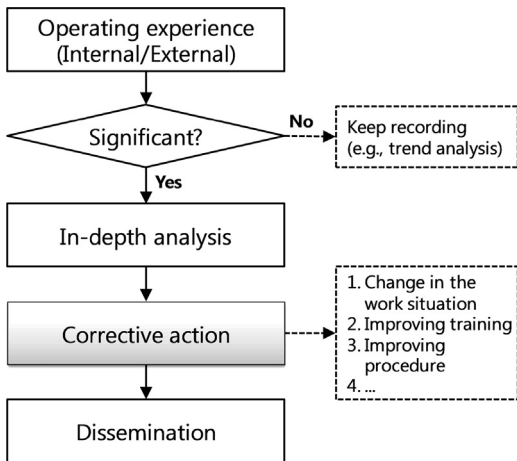 Operating experience
(Internal/External)
Significant?
No
Keep recording
(e.g., trend analysis)
Yes
In-depth analysis
Corrective action
1. Change in the
work situation
2. Improving training
3. Improving
procedure
4. ...
Dissemination